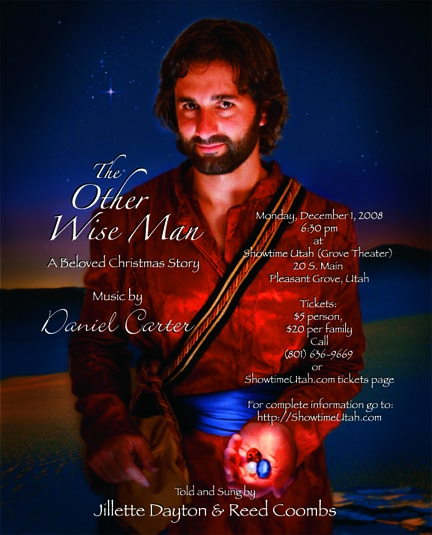 The
Other
Wise Man
A Beloved Christmas Story
Music by
Daniel Carter
Monday, December 1, 2008
6:30 pm
at
Showtime Utah (Grove Theater)
20 S. Main
Pleasant Grove, Utah
Tickets:
$5 person,
$20 per family
Call
(801) 636-9669
or
ShowtimeUtah.com tickets page
For complete information go to:
http://ShowtimeUtah.com
Told and Sung by
Jillette Dayton & Reed Coombs